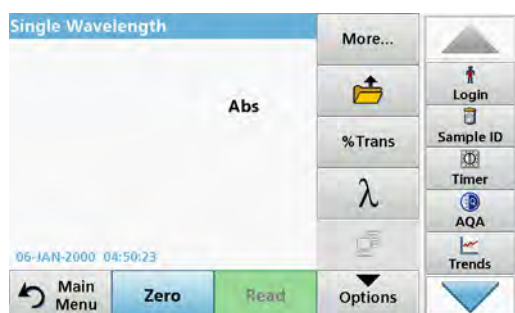 Single Wavelength
More...
Login
Abs
Sample ID
%Trans
Timer
λ
AQA
06-JAN-2000 04:50:23
Trends
Main
Menu
Zero
Read
Options